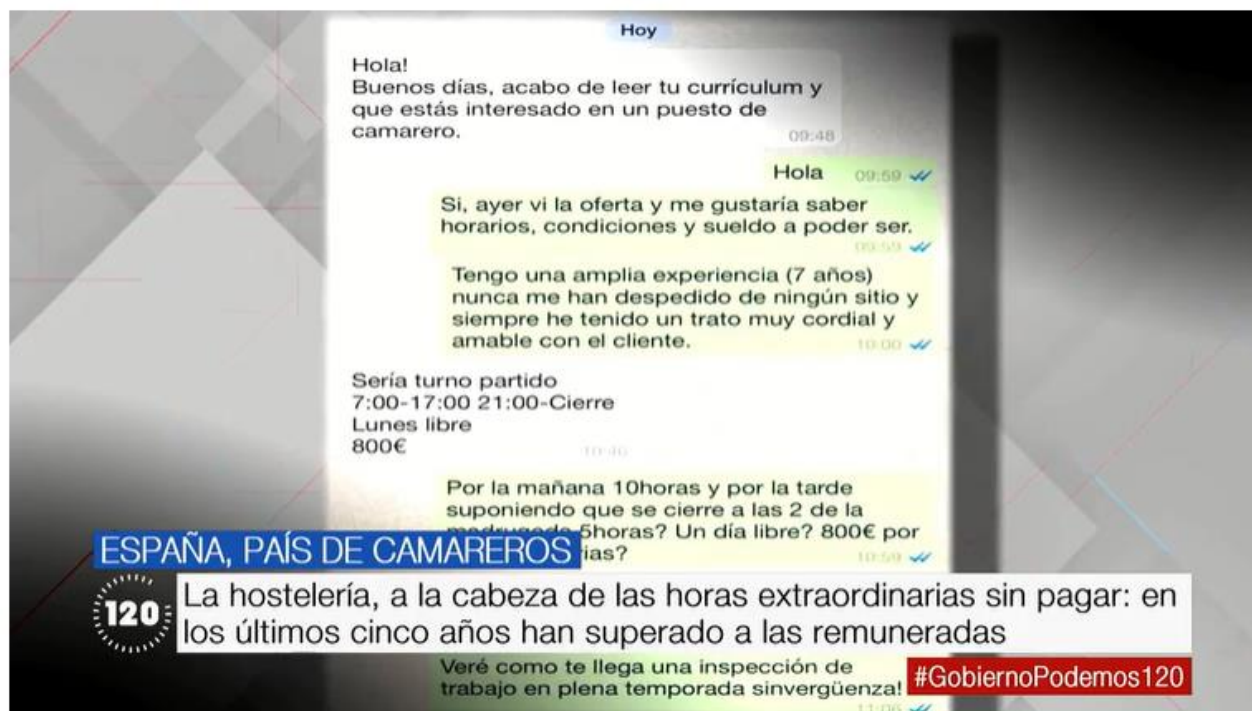 Hoy
Hola!
Buenos días, acabo de leer tu currículum y
que estás interesado en un puesto de
camarero.
09:48
Hola 09:59
Si, ayer vi la oferta y me gustaría saber
horarios, condiciones y sueldo a poder ser.
09:59
Tengo una amplia experiencia (7 años)
nunca me han despedido de ningún sitio y
siempre he tenido un trato muy cordial y
amable con el cliente.
10:00
Sería turno partido
7:00-17:00 21:00-Cierre
Lunes libre
800€
10:46
Por la mañana 10horas y por la tarde
suponiendo que se cierre a las 2 de la
5horas? Un día libre? 800€ por
10:59
ESPAÑA, PAÍS DE CAMAREROS
120
La hostelería, a la cabeza de las horas extraordinarias sin pagar: en
los últimos cinco años han superado a las remuneradas
Veré como te llega una inspección de
trabajo en plena temporada sinvergüenza!
11:06
#GobiernoPodemos120